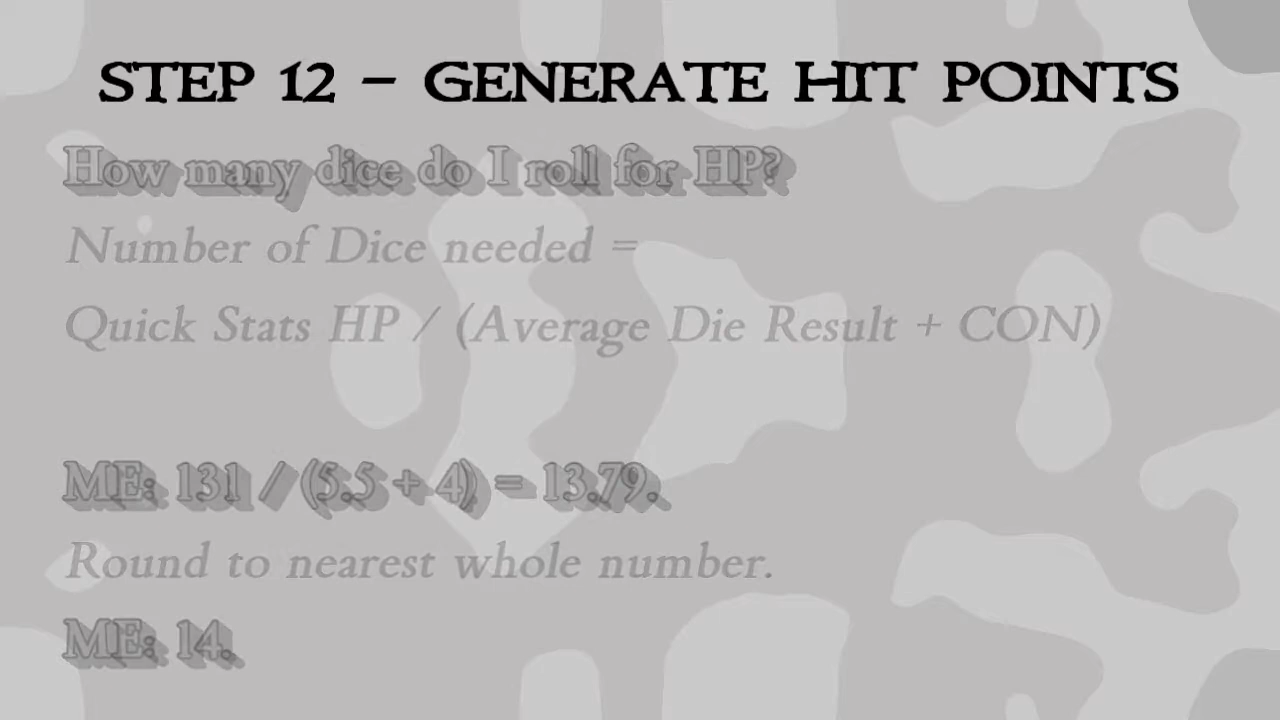 STEP 12 – GENERATE HIT POINTS
How many dice do I roll for HP?
Number of Dice needed =
Quick Stats HP / (Average Die Result + CON)
ME: 131 / (5.5 + 4) = 13.79.
Round to nearest whole number.
ME: 14.